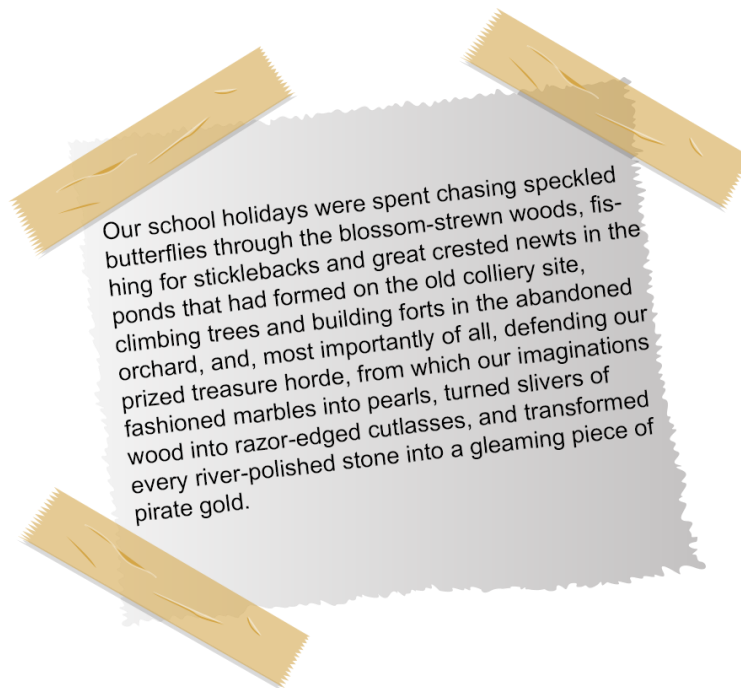 Our school holidays were spent chasing speckled
butterflies through the blossom-strewn woods, fis-
hing for sticklebacks and great crested newts in the
ponds that had formed on the old colliery site,
climbing trees and building forts in the abandoned
orchard, and, most importantly of all, defending our
prized treasure horde, from which our imaginations
fashioned marbles into pearls, turned slivers of
wood into razor-edged cutlasses, and transformed
every river-polished stone into a gleaming piece of
pirate gold.